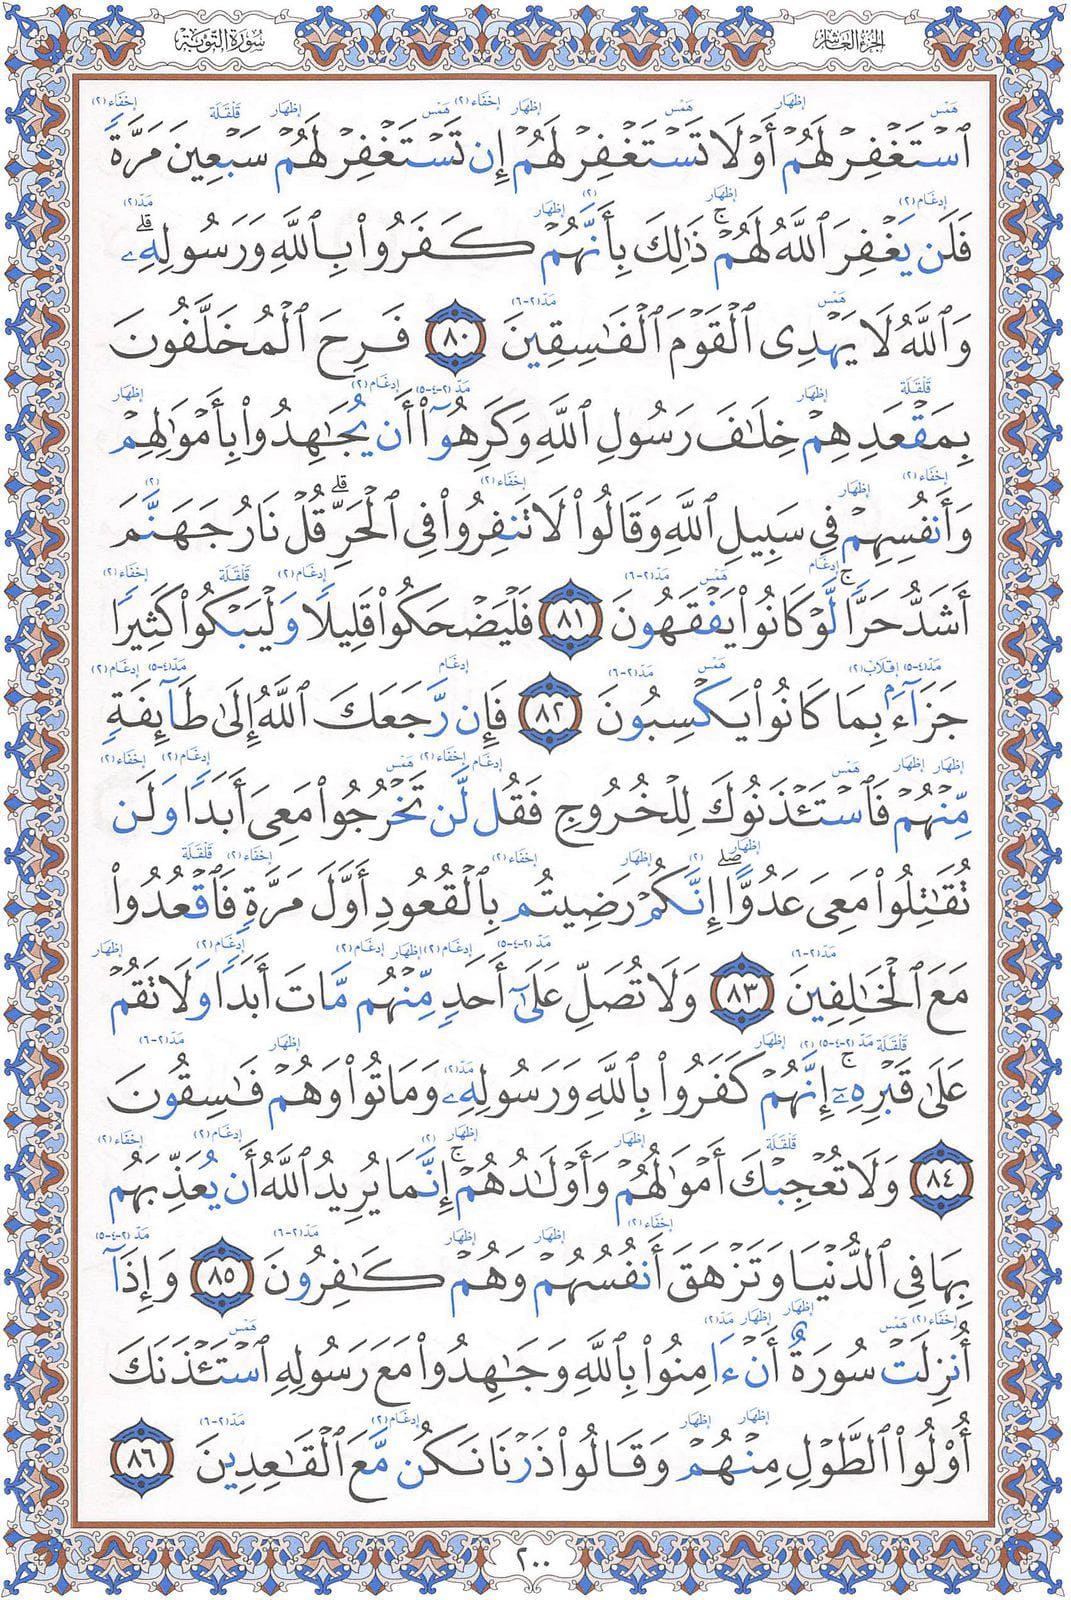 الجزء العاشر
سورة التوبة
ٱسۡتَغۡفِرۡ لَهُمۡ أَوۡ لَا تَسۡتَغۡفِرۡ لَهُمۡ إِن تَسۡتَغۡفِرۡ لَهُمۡ سَبۡعِينَ مَرَّةً
فَلَن يَغۡفِرَ ٱللَّهُ لَهُمۡۚ ذَٰلِكَ بِأَنَّهُمۡ كَفَرُواْ بِٱللَّهِ وَرَسُولِهِۦۗ
وَٱللَّهُ لَا يَهۡدِى ٱلۡقَوۡمَ ٱلۡفَٰسِقِينَ ٨٠ فَرِحَ ٱلۡمُخَلَّفُونَ
بِمَقۡعَدِهِمۡ خِلَٰفَ رَسُولِ ٱللَّهِ وَكَرِهُوٓاْ أَن يُجَٰهِدُواْ بِأَمۡوَٰلِهِمۡ
وَأَنفُسِهِمۡ فِى سَبِيلِ ٱللَّهِ وَقَالُواْ لَا تَنفِرُواْ فِى ٱلۡحَرِّۗ قُلۡ نَارُ جَهَنَّمَ
أَشَدُّ حَرًّاۚ لَّوۡ كَانُواْ يَفۡقَهُونَ ٨١ فَلۡيَضۡحَكُواْ قَلِيلًا وَلۡيَبۡكُواْ كَثِيرًا
جَزَآءَۢ بِمَا كَانُواْ يَكۡسِبُونَ ٨٢ فَإِن رَّجَعَكَ ٱللَّهُ إِلَىٰ طَآئِفَةٍ
مِّنۡهُمۡ فَٱسۡتَـٔۡذَنُوكَ لِلۡخُرُوجِ فَقُل لَّن تَخۡرُجُواْ مَعِىَ أَبَدًا وَلَن
تُقَٰتِلُواْ مَعِىَ عَدُوًّاۖ إِنَّكُمۡ رَضِيتُم بِٱلۡقُعُودِ أَوَّلَ مَرَّةٍ فَٱقۡعُدُواْ
مَعَ ٱلۡخَٰلِفِينَ ٨٣ وَلَا تُصَلِّ عَلَىٰٓ أَحَدٍ مِّنۡهُم مَّاتَ أَبَدًا وَلَا تَقُمۡ
عَلَىٰ قَبۡرِهِۦٓۚ إِنَّهُمۡ كَفَرُواْ بِٱللَّهِ وَرَسُولِهِۦ وَمَاتُواْ وَهُمۡ فَٰسِقُونَ
٨٤ وَلَا تُعۡجِبۡكَ أَمۡوَٰلُهُمۡ وَأَوۡلَٰدُهُمۡۚ إِنَّمَا يُرِيدُ ٱللَّهُ أَن يُعَذِّبَهُم
بِهَا فِى ٱلدُّنۡيَا وَتَزۡهَقَ أَنفُسُهُمۡ وَهُمۡ كَٰفِرُونَ ٨٥ وَإِذَآ
أُنزِلَتۡ سُورَةٌ أَنۡ ءَامِنُواْ بِٱللَّهِ وَجَٰهِدُواْ مَعَ رَسُولِهِ ٱسۡتَـٔۡذَنَكَ
أُوْلُواْ ٱلطَّوۡلِ مِنۡهُمۡ وَقَالُواْ ذَرۡنَا نَكُن مَّعَ ٱلۡقَٰعِدِينَ ٨٦
٢٠٠